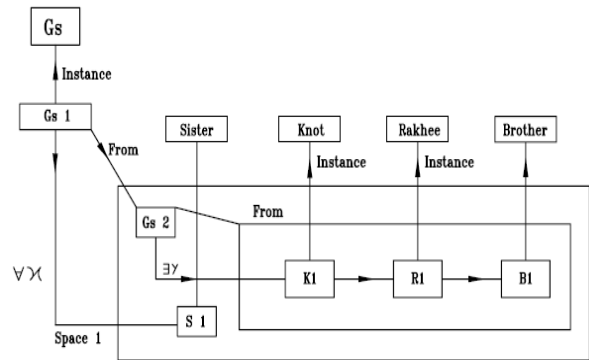 Gs
Instance
Gs 1
Sister
Knot
Rakhee
Brother
From
Instance
Instance
Gs 2
From
∃y
K1
R1
B1
∀x
S 1
Space 1